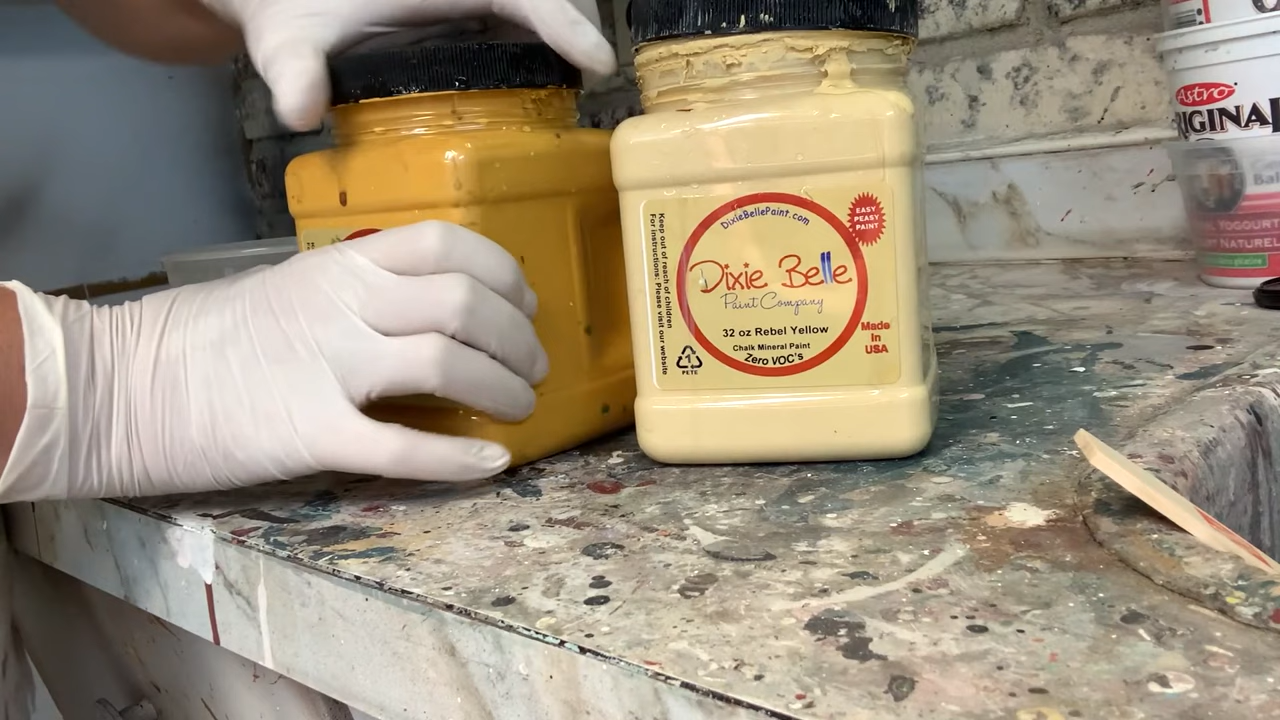 DixieBellePaint.com
EASY
PEASY
PAINT
Dixie Belle
Paint Company
32 oz Rebel Yellow
Chalk Mineral Paint
Zero VOC's
Made
In
USA
Keep out of reach of children
For instructions: Please visit our website
1
PETE
Astro
Bal
YOGOURT
NATUREL